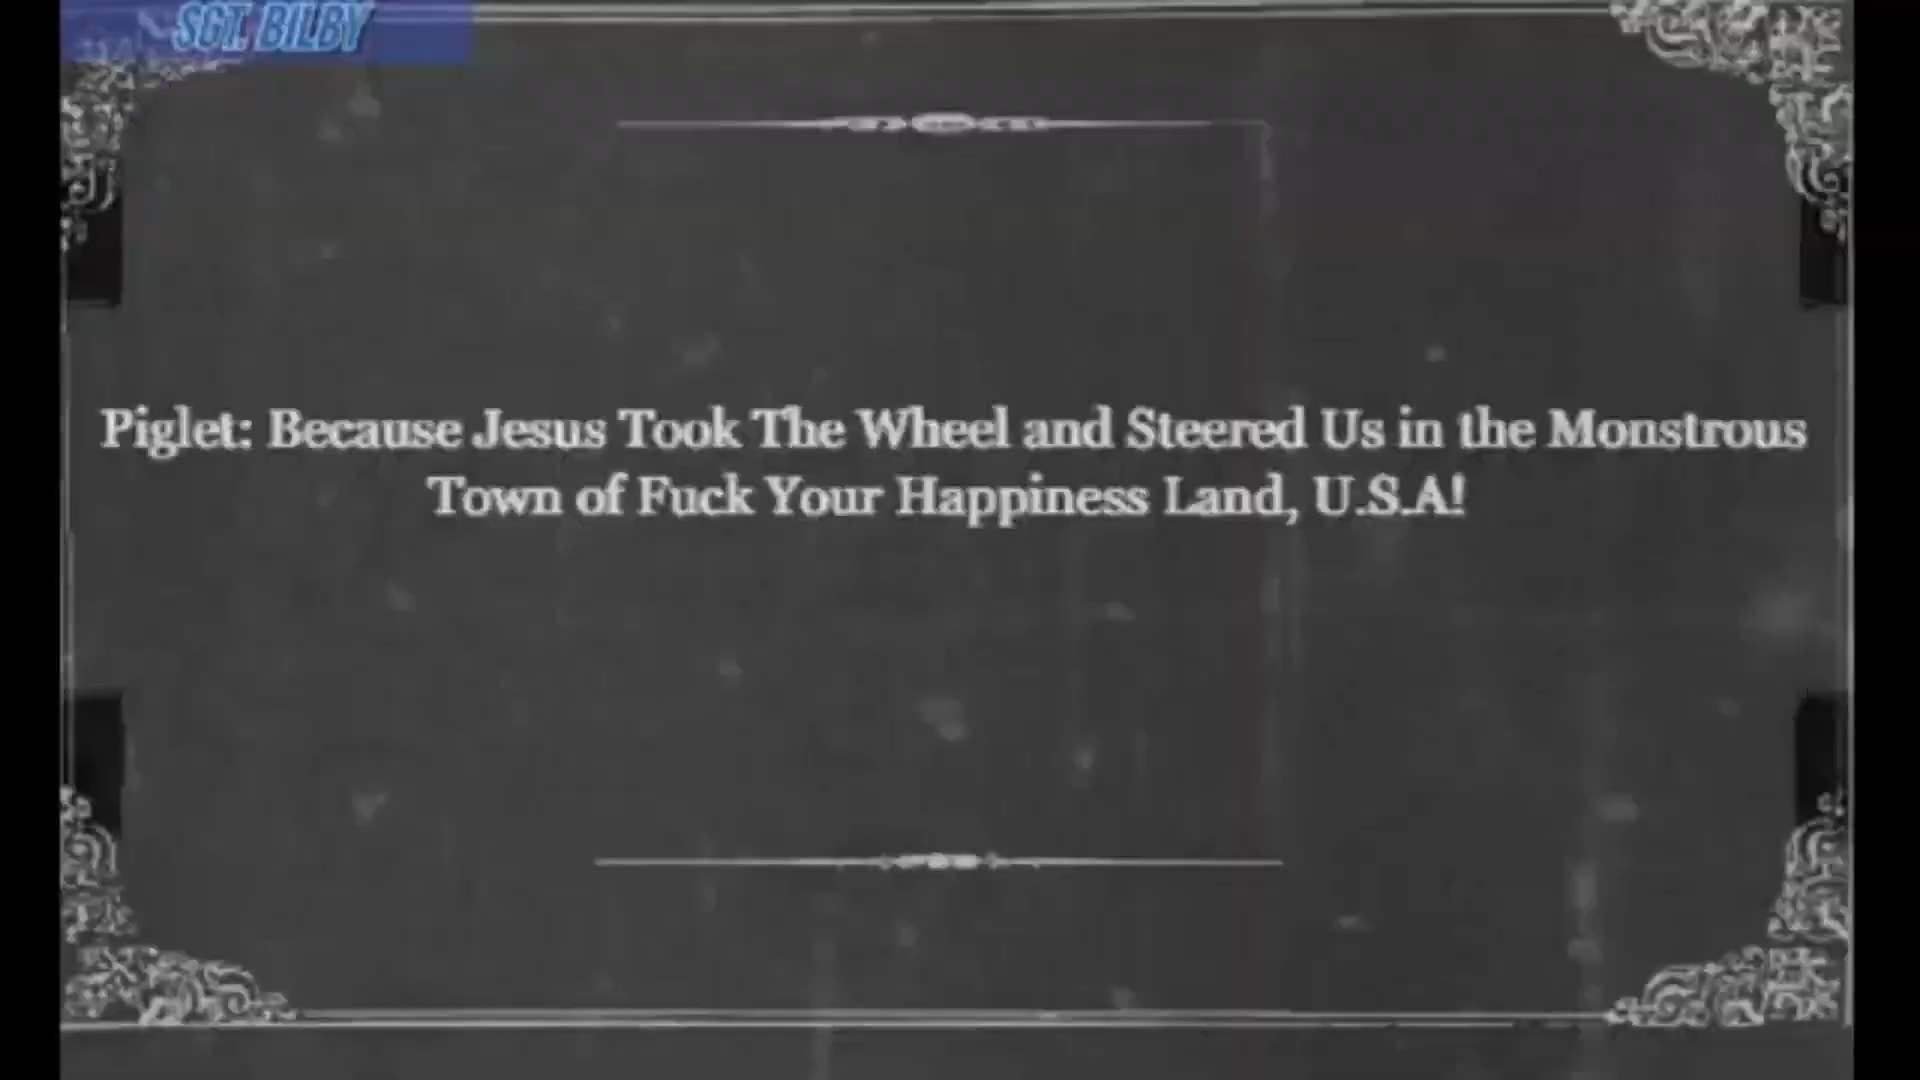 SGT. BILBY
Piglet: Because Jesus Took The Wheel and Steered Us in the Monstrous
Town of Fuck Your Happiness Land, U.S.A!